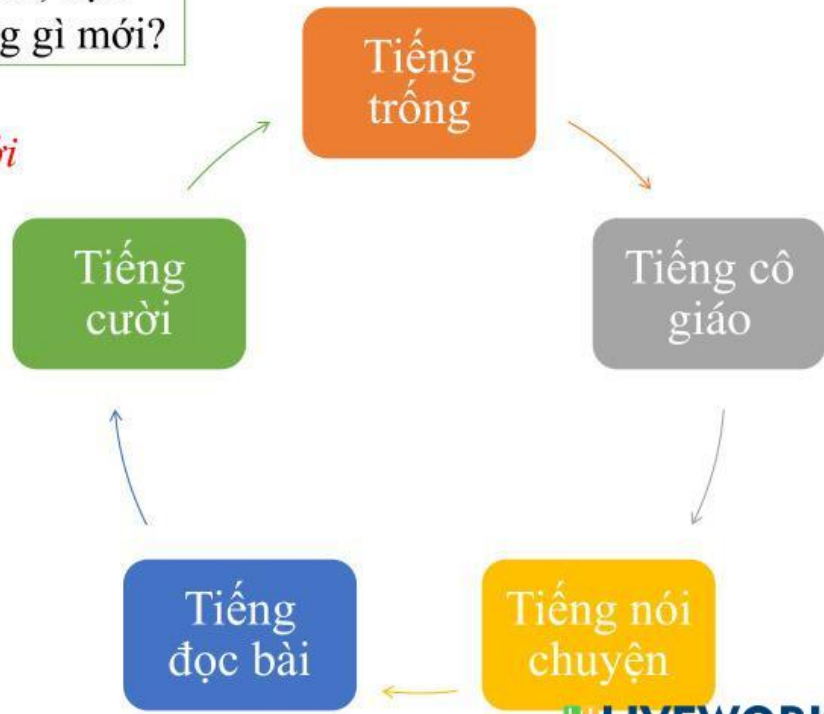 g gì mới?
Tiếng
trống
Tiếng cô
giáo
Tiếng nói
chuyện
Tiếng
đọc bài
Tiếng
cười